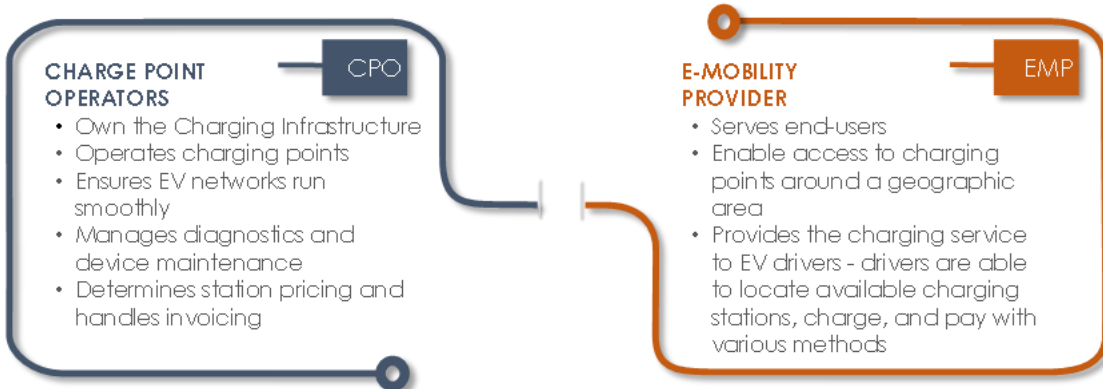 CPO
CHARGE POINT
OPERATORS
• Own the Charging Infrastructure
• Operates charging points
• Ensures EV networks run
smoothly
• Manages diagnostics and
device maintenance
• Determines station pricing and
handles invoicing
EMP
E-MOBILITY
PROVIDER
• Serves end-users
• Enable access to charging
points around a geographic
area
• Provides the charging service
to EV drivers - drivers are able
to locate available charging
stations, charge, and pay with
various methods